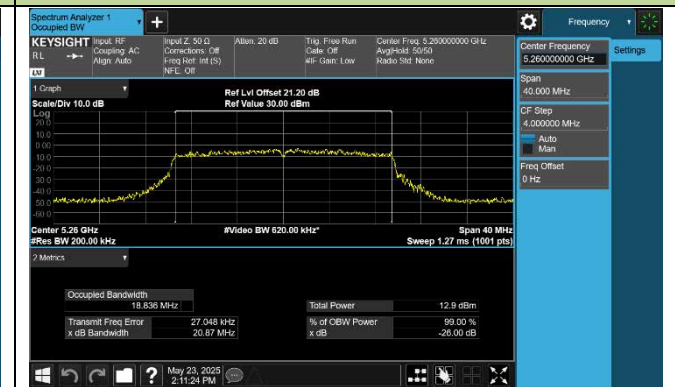 Spectrum Analyzer 1
Occupied BW
+
Frequency
KEYSIGHT Input: RF
RL Coupling: AC
Align: Auto
Input Z: 50 Ω
Corrections: Off
Freq Ref: Int (S)
NFE: Off
Atten: 20 dB
Trig: Free Run
Gate: Off
#IF Gain: Low
Center Freq: 5.260000000 GHz
Avg|Hold: 50/50
Radio Std: None
LXI
1 Graph
Scale/Div 10.0 dB
Ref Lvl Offset 21.20 dB
Ref Value 30.00 dBm
Log
20.0
10.0
0.00
-10.0
-20.0
-30.0
-40.0
-50.0
-60.0
Center 5.26 GHz
#Res BW 200.00 kHz
#Video BW 620.00 kHz*
Span 40 MHz
Sweep 1.27 ms (1001 pts)
2 Metrics
Occupied Bandwidth
18.836 MHz
Total Power 12.9 dBm
Transmit Freq Error 27.048 kHz
x dB Bandwidth 20.87 MHz
% of OBW Power 99.00 %
x dB -26.00 dB
May 23, 2025
2:11:24 PM
Center Frequency
5.260000000 GHz
Settings
Span
40.000 MHz
CF Step
4.000000 MHz
Auto
Man
Freq Offset
0 Hz